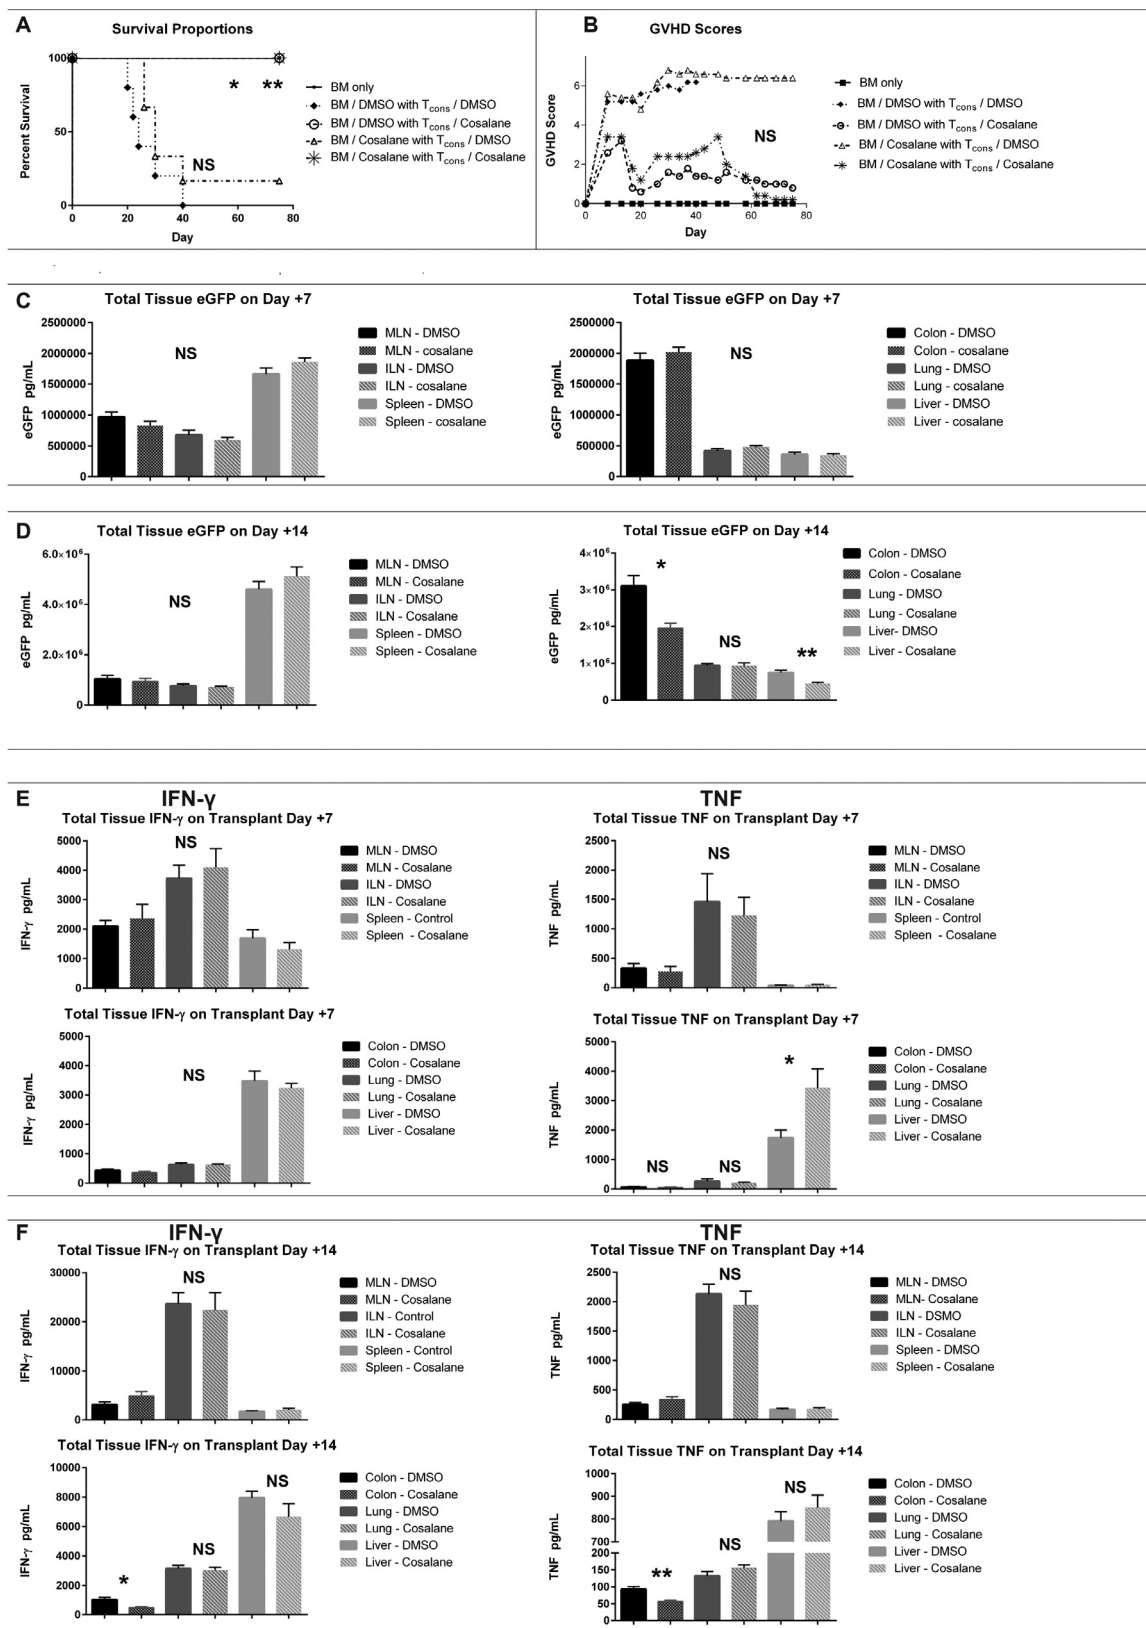 A
Survival Proportions
Percent Survival
100
50
0
0
20
40
60
80
Day
*
**
NS
BM only
BM / DMSO with Tcons / DMSO
BM / DMSO with Tcons / Cosalane
BM / Cosalane with Tcons / DMSO
BM / Cosalane with Tcons / Cosalane
B
GVHD Scores
GVHD Score
6
4
2
0
0
20
40
60
80
Day
NS
BM only
BM / DMSO with Tcons / DMSO
BM / DMSO with Tcons / Cosalane
BM / Cosalane with Tcons / DMSO
BM / Cosalane with Tcons / Cosalane
C
Total Tissue eGFP on Day +7
eGFP pg/mL
2500000
2000000
1500000
1000000
500000
0
NS
MLN - DMSO
MLN - cosalane
ILN - DMSO
ILN - cosalane
Spleen - DMSO
Spleen - cosalane
Total Tissue eGFP on Day +7
eGFP pg/mL
2500000
2000000
1500000
1000000
500000
0
NS
Colon - DMSO
Colon - cosalane
Lung - DMSO
Lung - cosalane
Liver - DMSO
Liver - cosalane
D
Total Tissue eGFP on Day +14
eGFP pg/mL
6.0×10⁶
4.0×10⁶
2.0×10⁶
0
NS
MLN - DMSO
MLN - Cosalane
ILN - DMSO
ILN - Cosalane
Spleen - DMSO
Spleen - Cosalane
Total Tissue eGFP on Day +14
eGFP pg/mL
4×10⁶
3×10⁶
2×10⁶
1×10⁶
0
*
NS
**
Colon - DMSO
Colon - Cosalane
Lung - DMSO
Lung - Cosalane
Liver- DMSO
Liver - Cosalane
E
IFN-γ
Total Tissue IFN-γ on Transplant Day +7
IFN-γ pg/mL
5000
4000
3000
2000
1000
0
NS
MLN - DMSO
MLN - Cosalane
ILN - DMSO
ILN - Cosalane
Spleen - Control
Spleen - Cosalane
TNF
Total Tissue TNF on Transplant Day +7
TNF pg/mL
2500
2000
1500
1000
500
0
NS
MLN - DMSO
MLN - Cosalane
ILN - DMSO
ILN - Cosalane
Spleen - Control
Spleen - Cosalane
Total Tissue IFN-γ on Transplant Day +7
IFN-γ pg/mL
5000
4000
3000
2000
1000
0
NS
Colon - DMSO
Colon - Cosalane
Lung - DMSO
Lung - Cosalane
Liver - DMSO
Liver - Cosalane
Total Tissue TNF on Transplant Day +7
TNF pg/mL
5000
4000
3000
2000
1000
0
NS
NS
*
Colon - DMSO
Colon - Cosalane
Lung - DMSO
Lung - Cosalane
Liver - DMSO
Liver - Cosalane
F
IFN-γ
Total Tissue IFN-γ on Transplant Day +14
IFN-γ pg/mL
30000
20000
10000
0
NS
MLN - DMSO
MLN - Cosalane
ILN - Control
ILN - Cosalane
Spleen - Control
Spleen - Cosalane
TNF
Total Tissue TNF on Transplant Day +14
TNF pg/mL
2500
2000
1500
1000
500
0
NS
MLN - DMSO
MLN- Cosalane
ILN - DSMO
ILN - Cosalane
Spleen - DMSO
Spleen - Cosalane
Total Tissue IFN-γ on Transplant Day +14
IFN-γ pg/mL
10000
8000
6000
4000
2000
0
*
NS
NS
Colon - DMSO
Colon - Cosalane
Lung - DMSO
Lung - Cosalane
Liver - DMSO
Liver - Cosalane
Total Tissue TNF on Transplant Day +14
TNF pg/mL
1000
900
800
700
200
150
100
50
0
**
NS
NS
Colon - DMSO
Colon - Cosalane
Lung - DMSO
Lung - Cosalane
Liver - DMSO
Liver - Cosalane